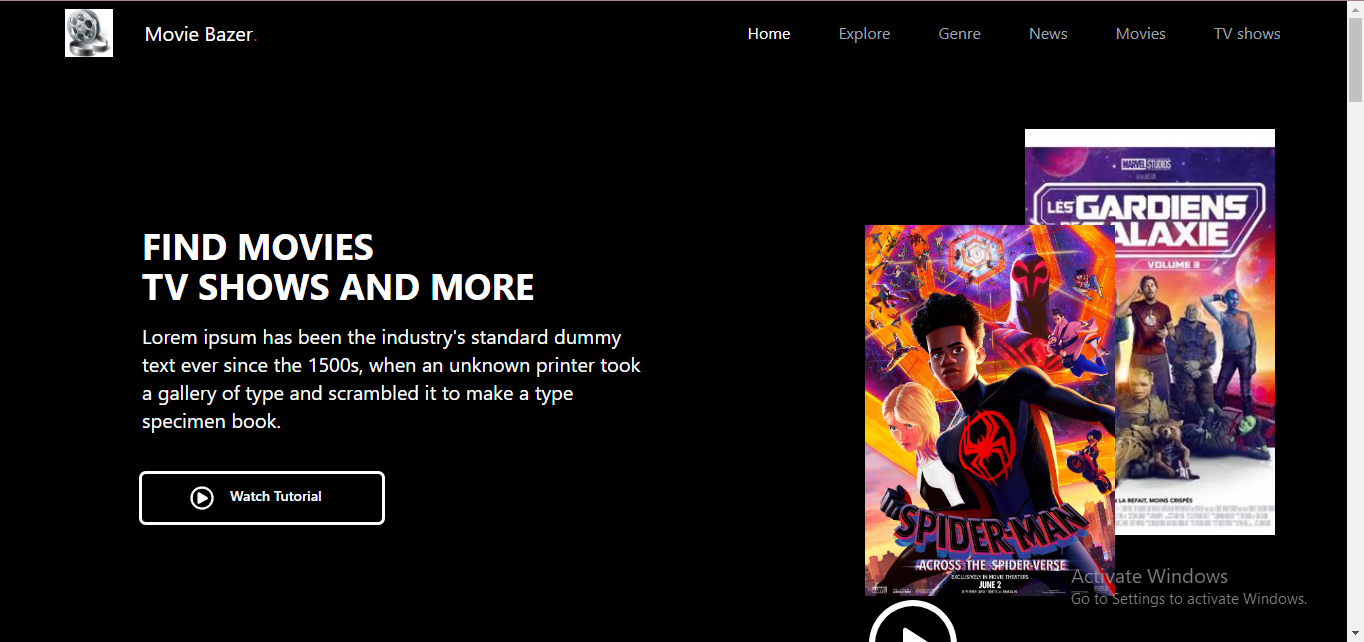 Movie Bazer.
Home
Explore
Genre
News
Movies
TV shows
FIND MOVIES
TV SHOWS AND MORE
Lorem ipsum has been the industry's standard dummy
text ever since the 1500s, when an unknown printer took
a gallery of type and scrambled it to make a type
specimen book.
Watch Tutorial
MARVEL STUDIOS
LES GARDIENS
ALAXIE
VOLUME 3
LA REFAIT, MOINS CRISPÉS
SPIDER-MAN
ACROSS THE SPIDER-VERSE
EXCLUSIVELY IN MOVIE THEATERS
JUNE 2
Activate Windows
Go to Settings to activate Windows.